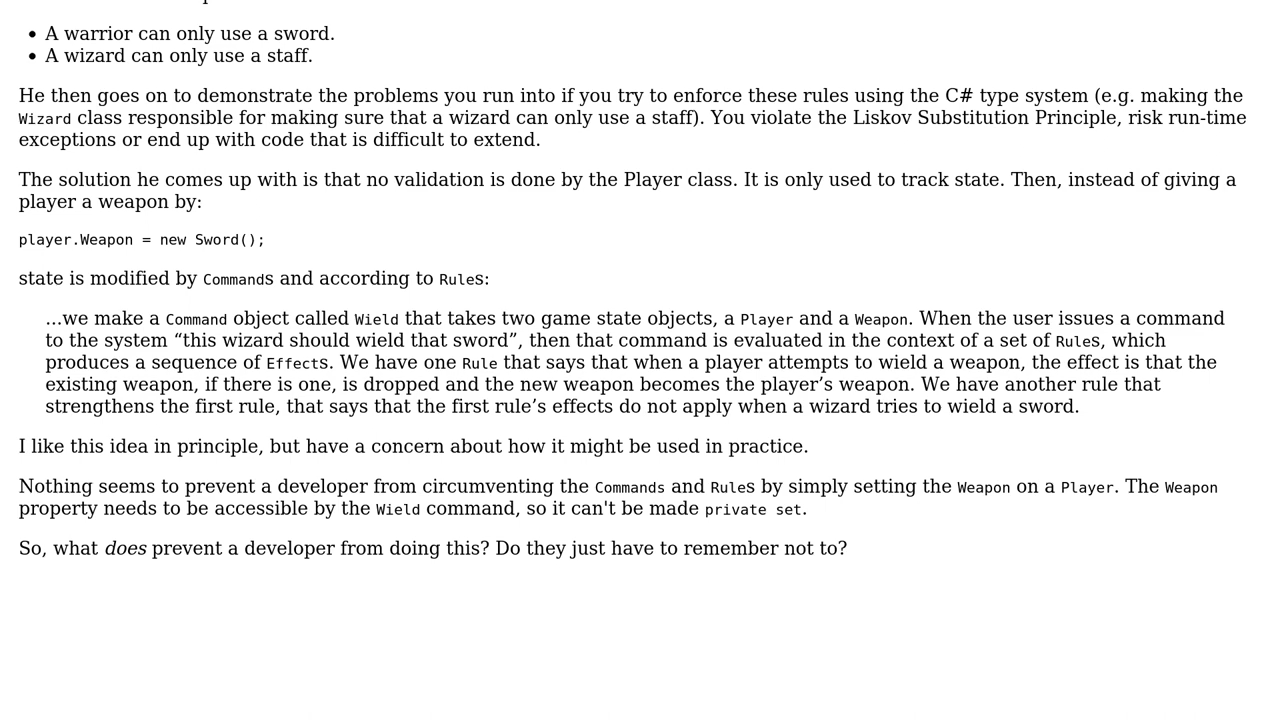 • A warrior can only use a sword.
• A wizard can only use a staff.
He then goes on to demonstrate the problems you run into if you try to enforce these rules using the C# type system (e.g. making the
Wizard class responsible for making sure that a wizard can only use a staff). You violate the Liskov Substitution Principle, risk run-time
exceptions or end up with code that is difficult to extend.
The solution he comes up with is that no validation is done by the Player class. It is only used to track state. Then, instead of giving a
player a weapon by:
player.Weapon = new Sword();
state is modified by Commands and according to Rules:
...we make a Command object called Wield that takes two game state objects, a Player and a Weapon. When the user issues a command
to the system “this wizard should wield that sword”, then that command is evaluated in the context of a set of Rules, which
produces a sequence of Effects. We have one Rule that says that when a player attempts to wield a weapon, the effect is that the
existing weapon, if there is one, is dropped and the new weapon becomes the player’s weapon. We have another rule that
strengthens the first rule, that says that the first rule’s effects do not apply when a wizard tries to wield a sword.
I like this idea in principle, but have a concern about how it might be used in practice.
Nothing seems to prevent a developer from circumventing the Commands and Rules by simply setting the Weapon on a Player. The Weapon
property needs to be accessible by the Wield command, so it can't be made private set.
So, what does prevent a developer from doing this? Do they just have to remember not to?